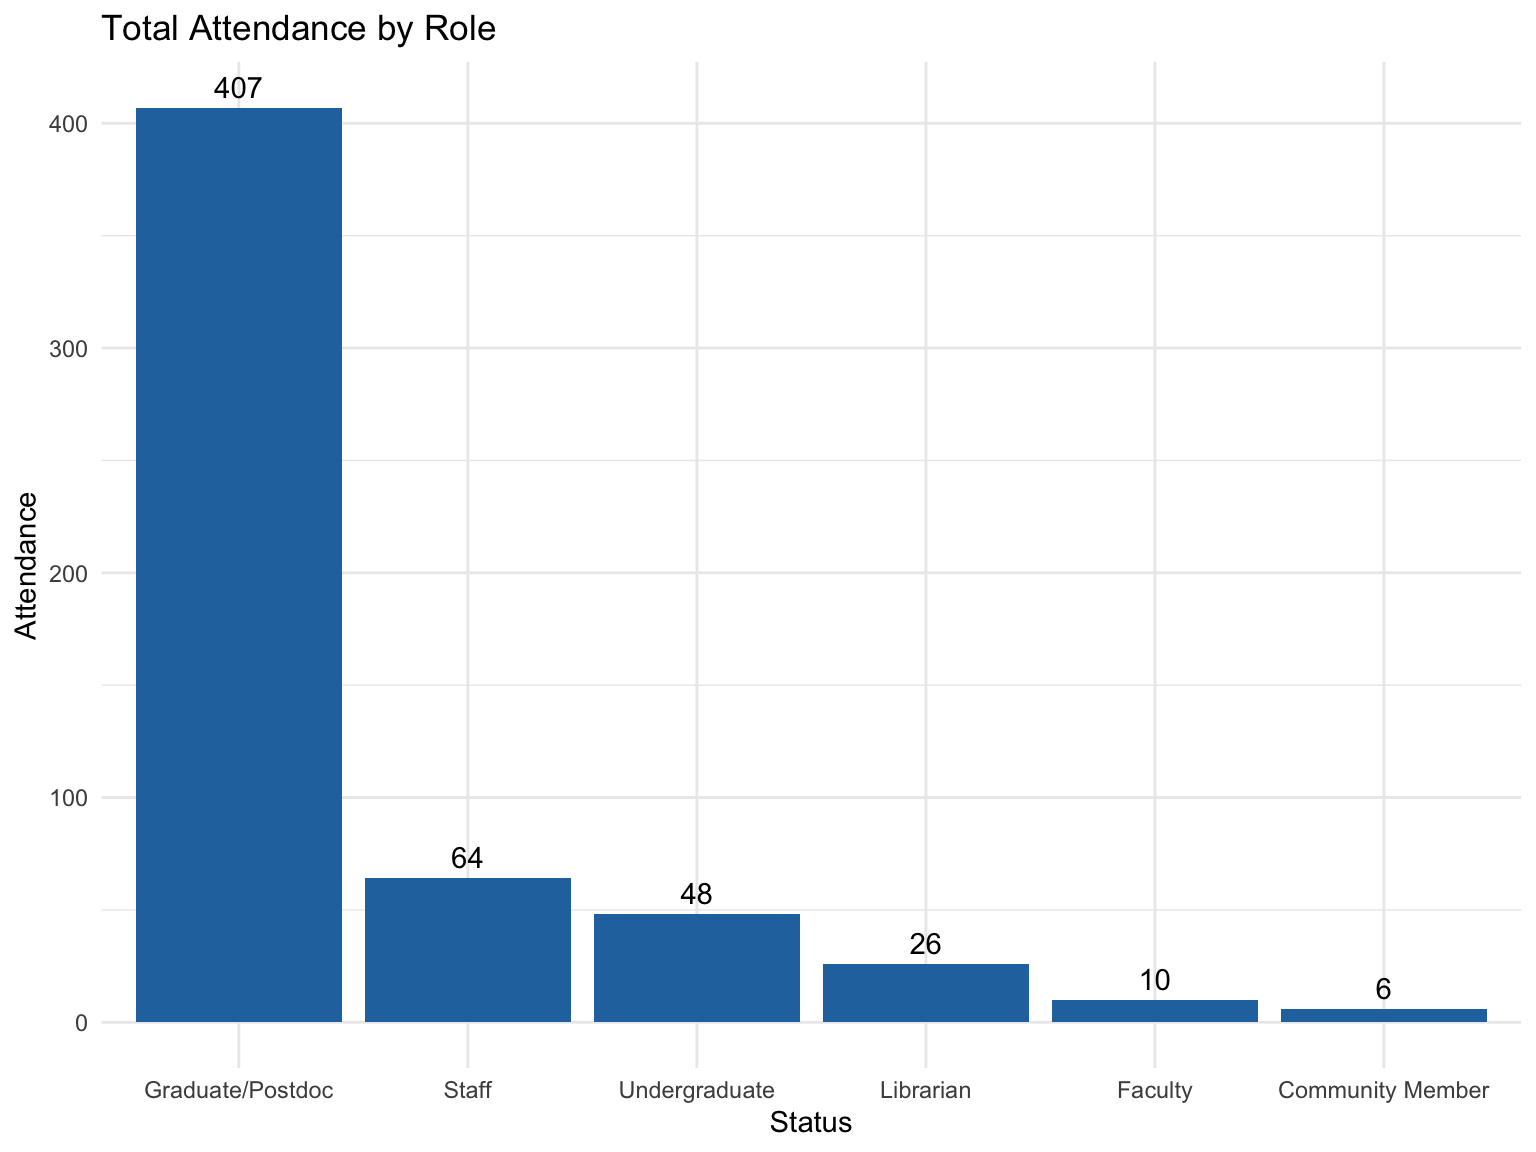 Total Attendance by Role
407
400
300
200
100
0
Attendance
64
48
26
10
6
Graduate/Postdoc
Staff
Undergraduate
Librarian
Faculty
Community Member
Status